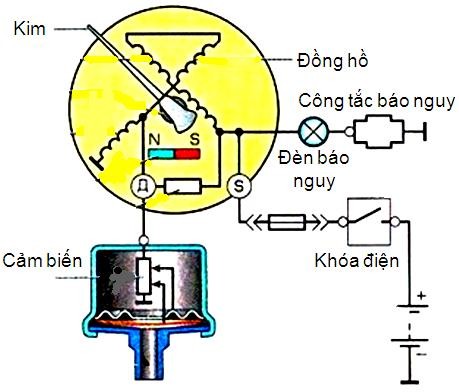 Kim
Đồng hồ
Công tắc báo nguy
N S
Đèn báo
nguy
Д
S
Cảm biến
Khóa điện
+
-